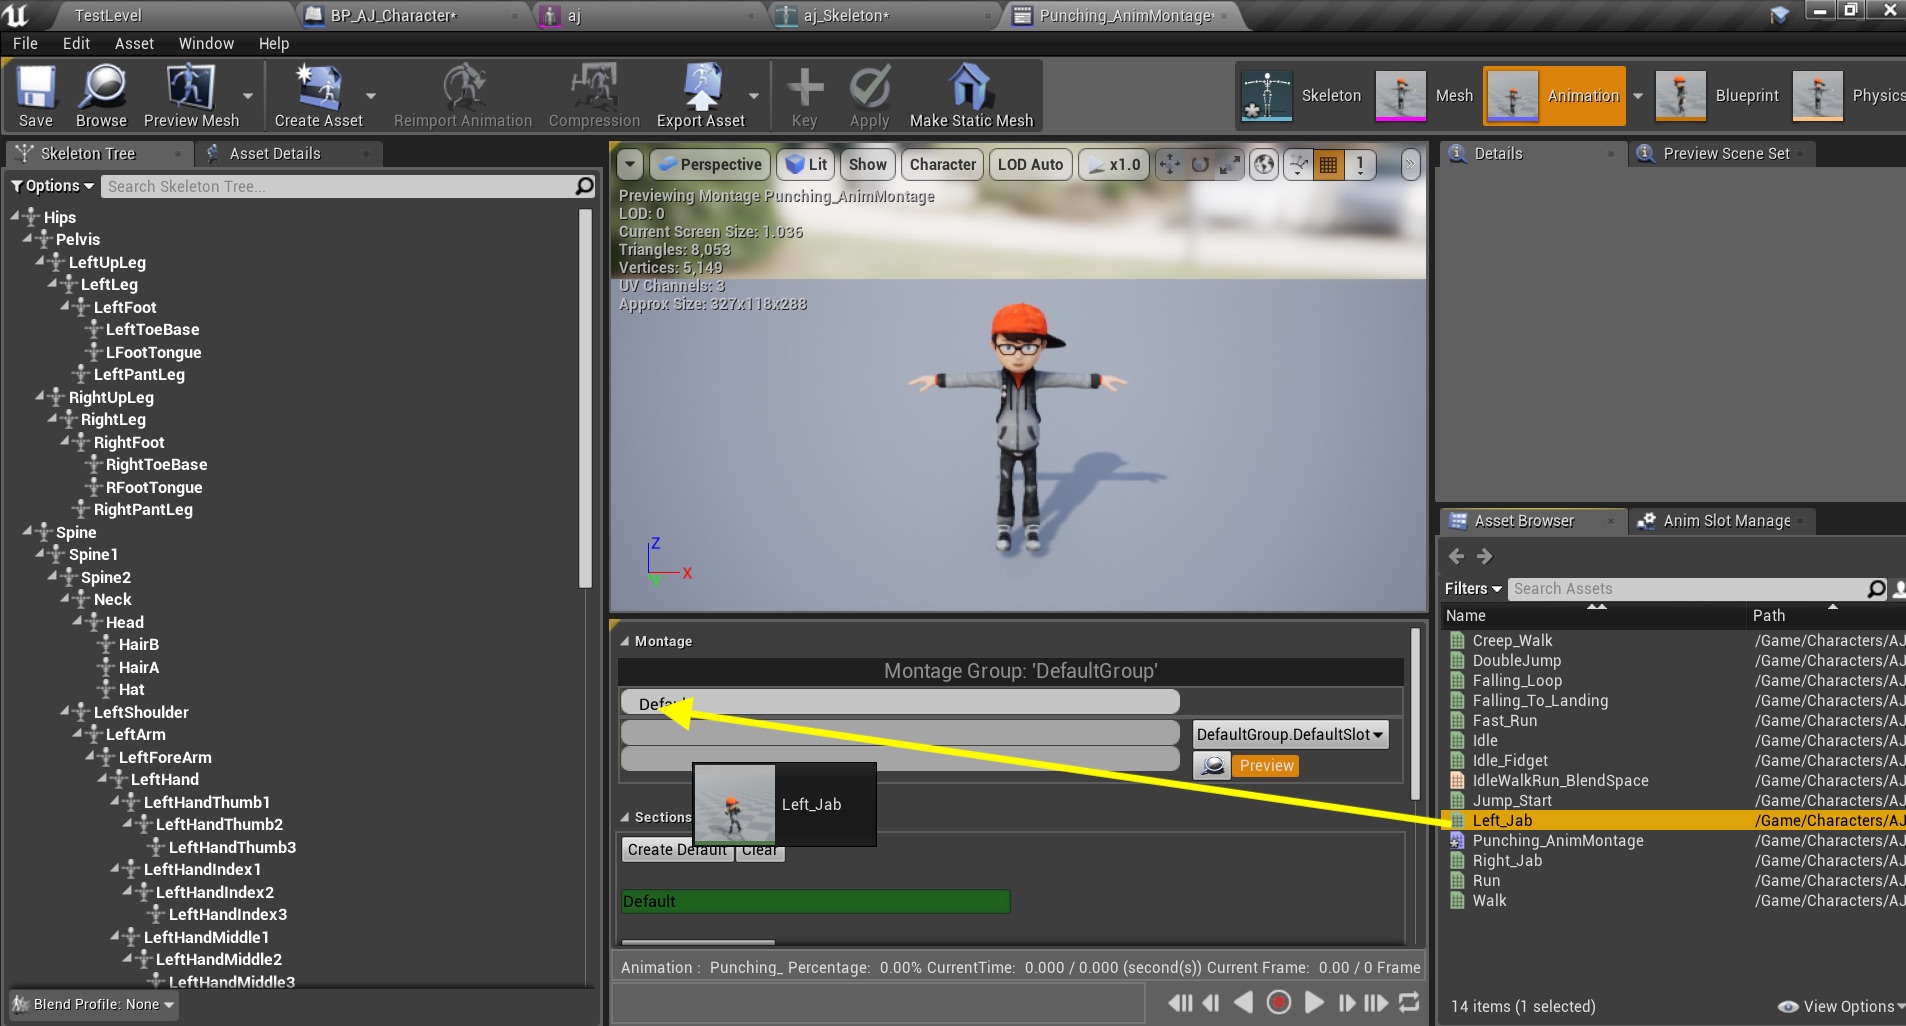 TestLevel
BP_AJ_Character*
aj
aj_Skeleton*
Punching_AnimMontage*
File Edit Asset Window Help
Save
Browse
Preview Mesh
Create Asset
Reimport Animation
Compression
Export Asset
Key
Apply
Make Static Mesh
Skeleton
Mesh
Animation
Blueprint
Physics
Skeleton Tree
Asset Details
Options
Search Skeleton Tree...
Hips
Pelvis
LeftUpLeg
LeftLeg
LeftFoot
LeftToeBase
LFootTongue
LeftPantLeg
RightUpLeg
RightLeg
RightFoot
RightToeBase
RFootTongue
RightPantLeg
Spine
Spine1
Spine2
Neck
Head
HairB
HairA
Hat
LeftShoulder
LeftArm
LeftForeArm
LeftHand
LeftHandThumb1
LeftHandThumb2
LeftHandThumb3
LeftHandIndex1
LeftHandIndex2
LeftHandIndex3
LeftHandMiddle1
LeftHandMiddle2
LeftHandMiddle3
Blend Profile: None
Perspective
Lit
Show
Character
LOD Auto
x1.0
1
Previewing Montage Punching_AnimMontage
LOD: 0
Current Screen Size: 1.036
Triangles: 8,053
Vertices: 5,149
UV Channels: 3
Approx Size: 327x118x288
Z
X
Y
Montage
Montage Group: 'DefaultGroup'
DefaultGroup.DefaultSlot
Preview
Left_Jab
Sections
Create Default
Clear
Default
Animation : Punching_ Percentage: 0.00% CurrentTime: 0.000 / 0.000 (second(s)) Current Frame: 0.00 / 0 Frame
Details
Preview Scene Set
Asset Browser
Anim Slot Manage
Filters
Search Assets
Name Path
Creep_Walk /Game/Characters/AJ
DoubleJump /Game/Characters/AJ
Falling_Loop /Game/Characters/AJ
Falling_To_Landing /Game/Characters/AJ
Fast_Run /Game/Characters/AJ
Idle /Game/Characters/AJ
Idle_Fidget /Game/Characters/AJ
IdleWalkRun_BlendSpace /Game/Characters/AJ
Jump_Start /Game/Characters/AJ
Left_Jab /Game/Characters/AJ
Punching_AnimMontage /Game/Characters/AJ
Right_Jab /Game/Characters/AJ
Run /Game/Characters/AJ
Walk /Game/Characters/AJ
14 items (1 selected)
View Options